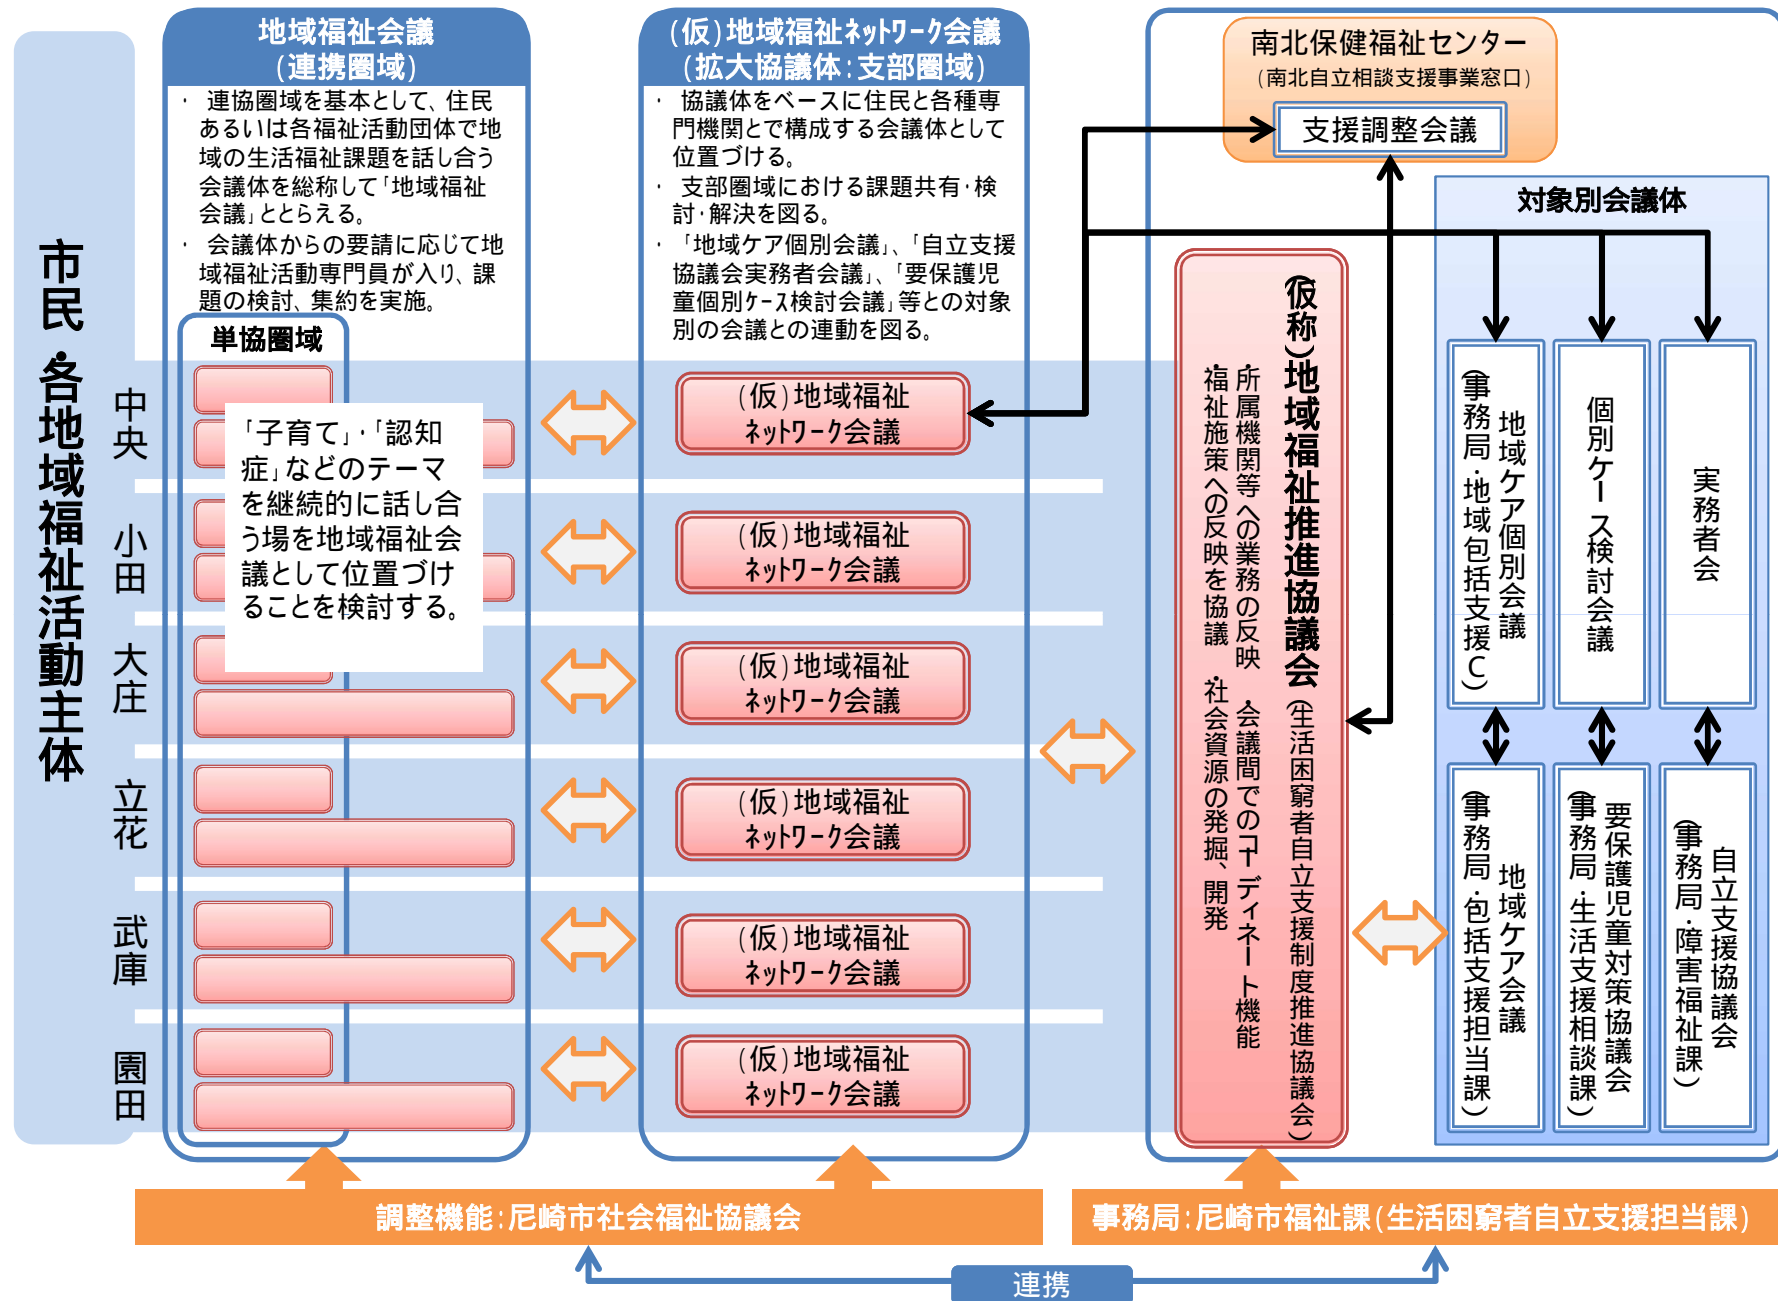 市民・各地域福祉活動主体
地域福祉会議
(連携圏域)
・ 連協圏域を基本として、住民
あるいは各福祉活動団体で地
域の生活福祉課題を話し合う
会議体を総称して「地域福祉
会議」ととらえる。
・ 会議体からの要請に応じて地
域福祉活動専門員が入り、課
題の検討、集約を実施。
単協圏域
「子育て」・「認知
症」などのテーマ
を継続的に話し合
う場を地域福祉会
議として位置づけ
ることを検討する。
中央
小田
大庄
立花
武庫
園田
(仮)地域福祉ネットワーク会議
(拡大協議体:支部圏域)
・ 協議体をベースに住民と各種専
門機関とで構成する会議体として
位置づける。
・ 支部圏域における課題共有・検
討・解決を図る。
・ 「地域ケア個別会議」、「自立支援
協議会実務者会議」、「要保護児
童個別ケース検討会議」等との対象
別の会議との連動を図る。
(仮)地域福祉
ネットワーク会議
(仮)地域福祉
ネットワーク会議
(仮)地域福祉
ネットワーク会議
(仮)地域福祉
ネットワーク会議
(仮)地域福祉
ネットワーク会議
(仮)地域福祉
ネットワーク会議
南北保健福祉センター
(南北自立相談支援事業窓口)
支援調整会議
(仮称)地域福祉推進協議会(生活困窮者自立支援制度推進協議会)
・所属機関等への業務の反映 ・会議間でのコーディネート機能
・福祉施策への反映を協議 ・社会資源の発掘、開発
対象別会議体
地域ケア個別会議
(事務局・地域包括支援C)
個別ケース検討会議
実務者会
地域ケア会議
(事務局・包括支援担当課)
要保護児童対策協議会
(事務局・生活支援相談課)
自立支援協議会
(事務局・障害福祉課)
調整機能:尼崎市社会福祉協議会
事務局:尼崎市福祉課(生活困窮者自立支援担当課)
連携